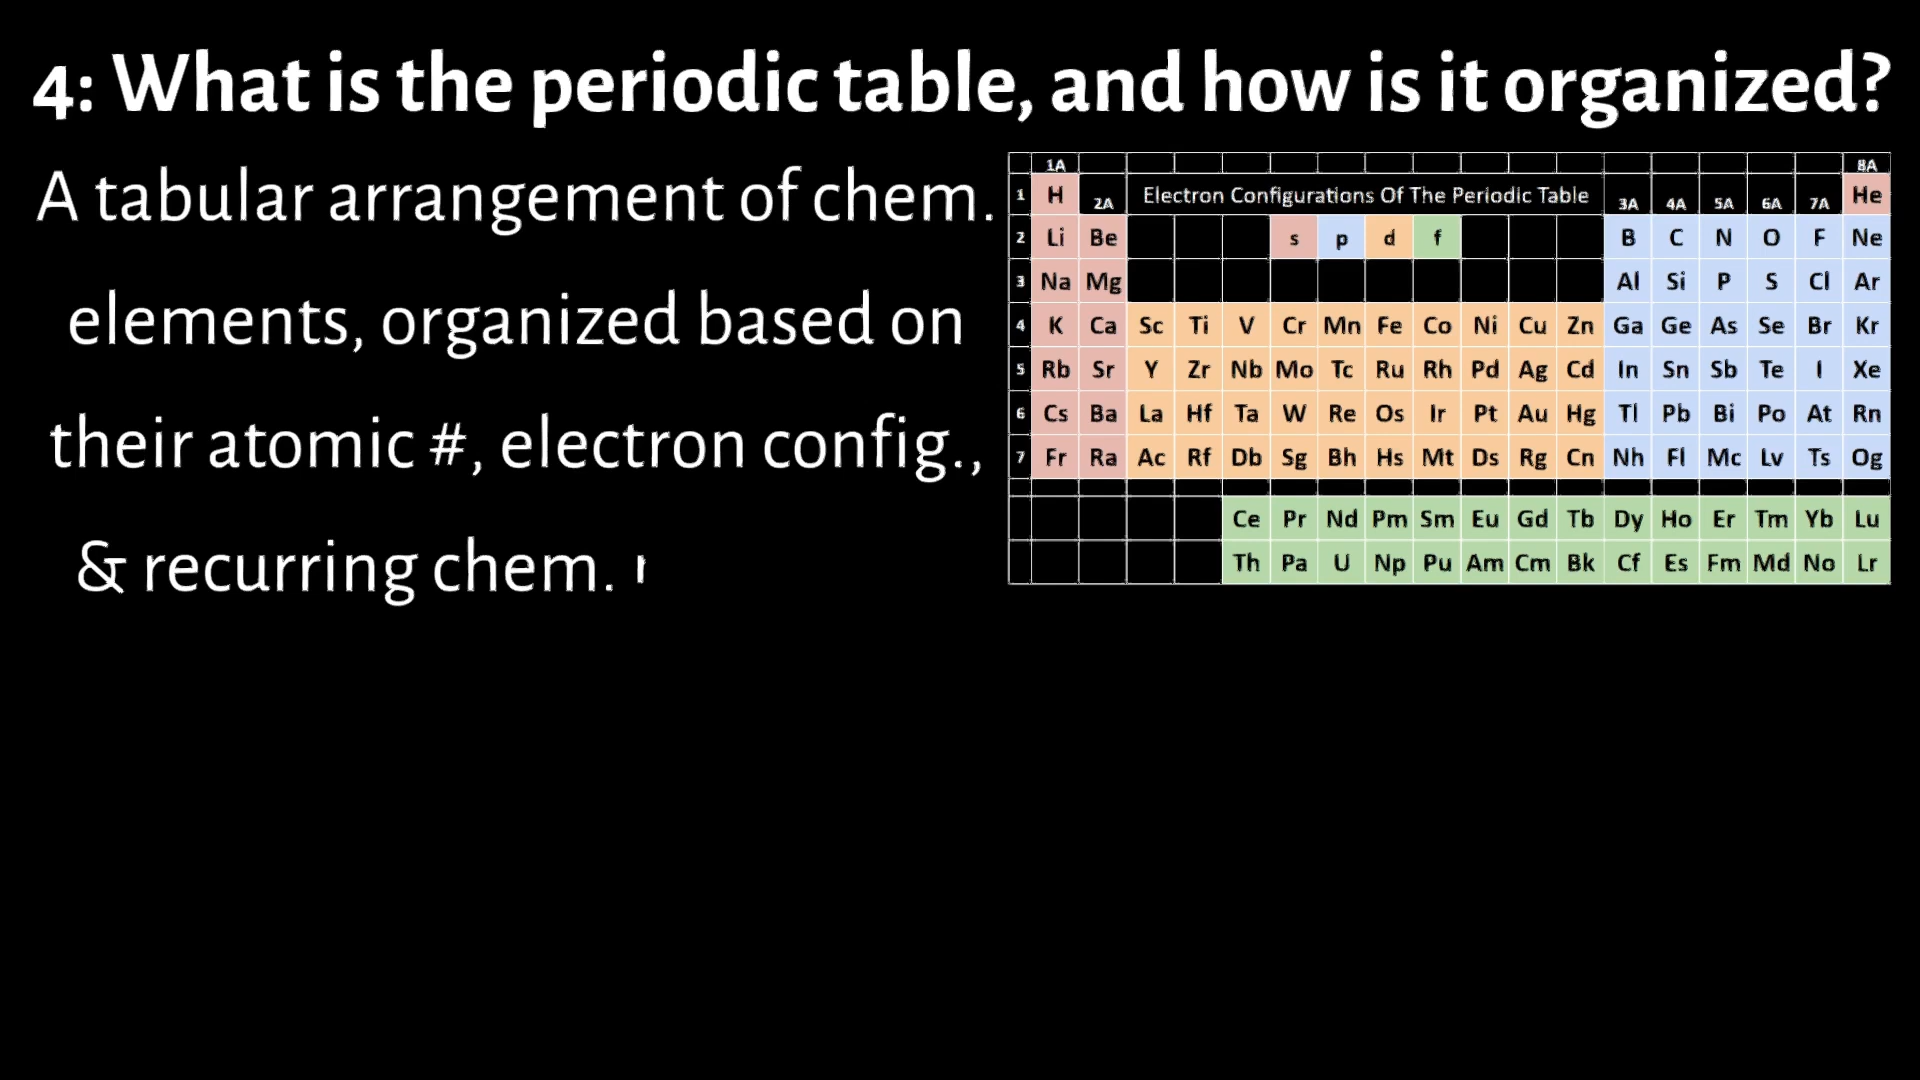 4: What is the periodic table, and how is it organized?
A tabular arrangement of chem.
elements, organized based on
their atomic #, electron config.,
& recurring chem.
1A 8A
1 H 2A Electron Configurations Of The Periodic Table 3A 4A 5A 6A 7A He
2 Li Be s p d f B C N O F Ne
3 Na Mg Al Si P S Cl Ar
4 K Ca Sc Ti V Cr Mn Fe Co Ni Cu Zn Ga Ge As Se Br Kr
5 Rb Sr Y Zr Nb Mo Tc Ru Rh Pd Ag Cd In Sn Sb Te I Xe
6 Cs Ba La Hf Ta W Re Os Ir Pt Au Hg Tl Pb Bi Po At Rn
7 Fr Ra Ac Rf Db Sg Bh Hs Mt Ds Rg Cn Nh Fl Mc Lv Ts Og
Ce Pr Nd Pm Sm Eu Gd Tb Dy Ho Er Tm Yb Lu
Th Pa U Np Pu Am Cm Bk Cf Es Fm Md No Lr